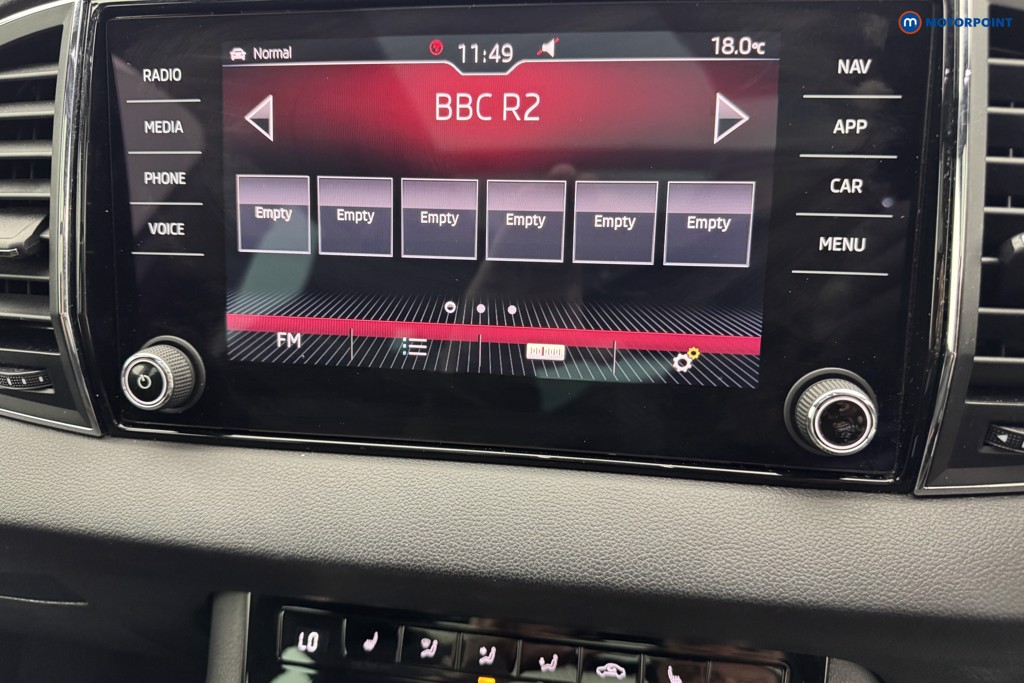 MOTORPOINT
Normal 11:49 18.0°C
RADIO
MEDIA
PHONE
VOICE
BBC R2
Empty Empty Empty Empty Empty Empty
FM
NAV
APP
CAR
MENU
LO